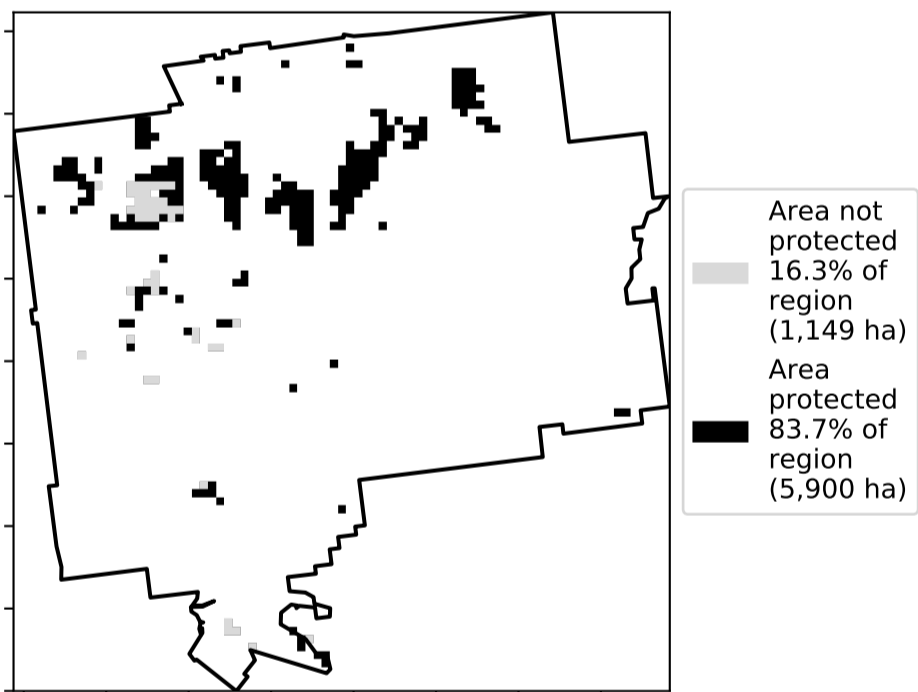 Area not
protected
16.3% of
region
(1,149 ha)
Area
protected
83.7% of
region
(5,900 ha)